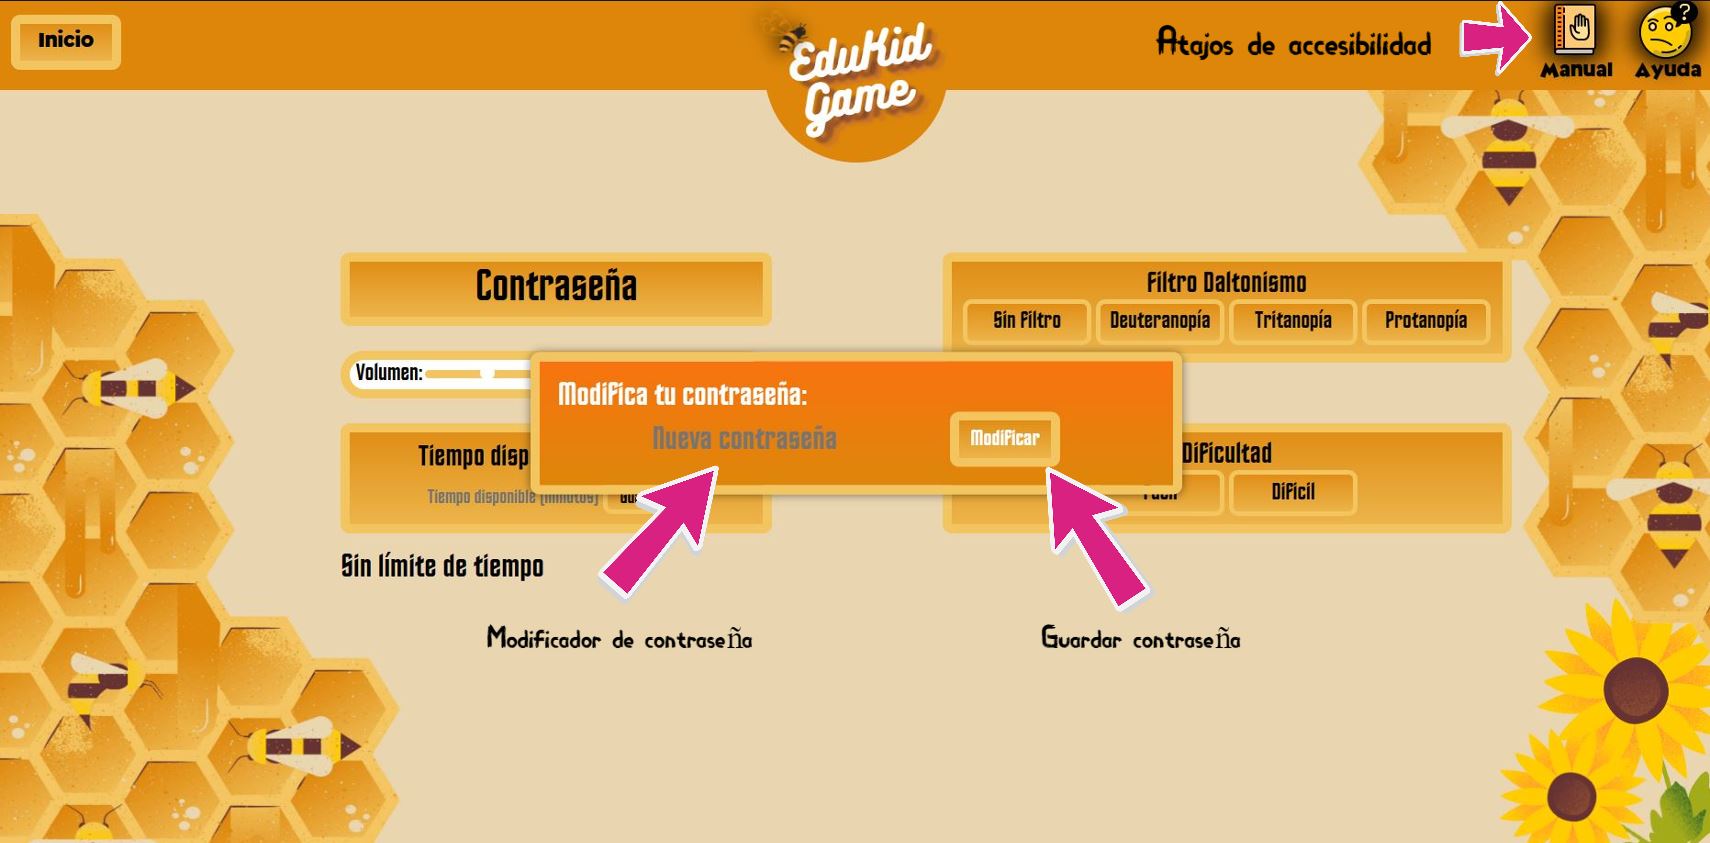 Inicio
EduKid
Game
Atajos de accesibilidad
?
Manual
Ayuda
Contraseña
Filtro Daltonismo
Sin filtro
Deuteranopía
Tritanopía
Protanopía
Volumen:
Modifica tu contraseña:
Nueva contraseña
Modificar
Tiempo disp
Dificultad
Tiempo disponible (minutos)
Difícil
Sin límite de tiempo
Modificador de contraseña
Guardar contraseña